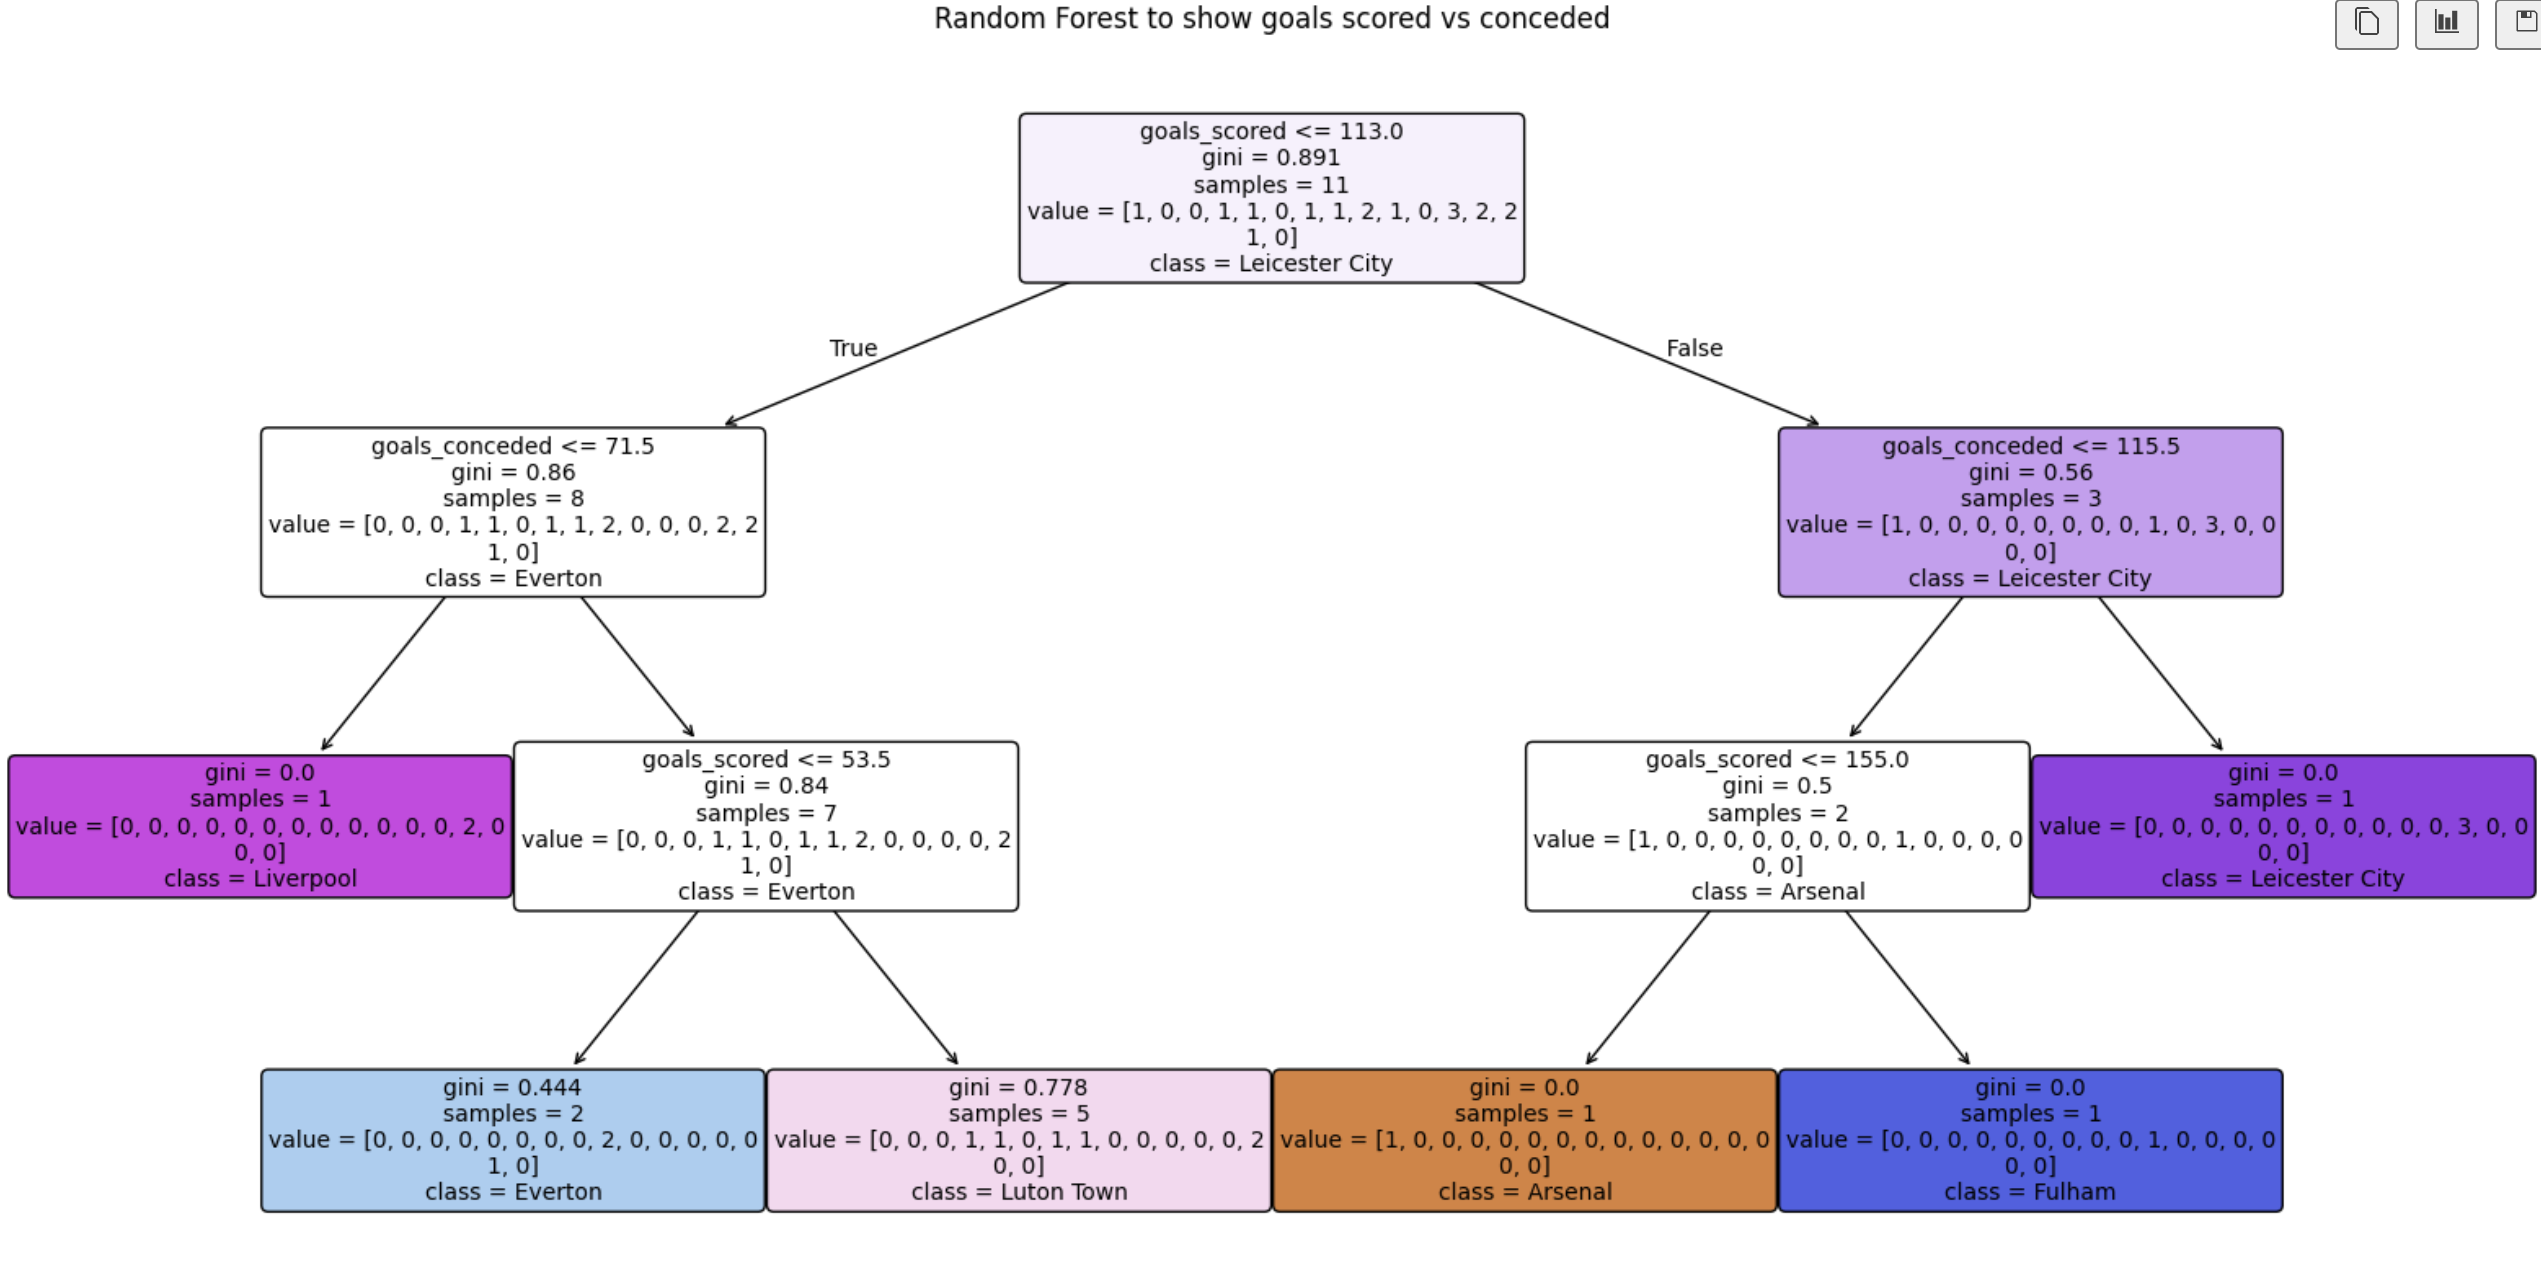 Random Forest to show goals scored vs conceded
goals_scored <= 113.0
gini = 0.891
samples = 11
value = [1, 0, 0, 1, 1, 0, 1, 1, 2, 1, 0, 3, 2, 2
1, 0]
class = Leicester City
True
False
goals_conceded <= 71.5
gini = 0.86
samples = 8
value = [0, 0, 0, 1, 1, 0, 1, 1, 2, 0, 0, 0, 2, 2
1, 0]
class = Everton
goals_conceded <= 115.5
gini = 0.56
samples = 3
value = [1, 0, 0, 0, 0, 0, 0, 0, 0, 1, 0, 3, 0, 0
0, 0]
class = Leicester City
gini = 0.0
samples = 1
value = [0, 0, 0, 0, 0, 0, 0, 0, 0, 0, 0, 0, 2, 0
0, 0]
class = Liverpool
goals_scored <= 53.5
gini = 0.84
samples = 7
value = [0, 0, 0, 1, 1, 0, 1, 1, 2, 0, 0, 0, 0, 2
1, 0]
class = Everton
goals_scored <= 155.0
gini = 0.5
samples = 2
value = [1, 0, 0, 0, 0, 0, 0, 0, 0, 1, 0, 0, 0, 0
0, 0]
class = Arsenal
gini = 0.0
samples = 1
value = [0, 0, 0, 0, 0, 0, 0, 0, 0, 0, 0, 3, 0, 0
0, 0]
class = Leicester City
gini = 0.444
samples = 2
value = [0, 0, 0, 0, 0, 0, 0, 0, 2, 0, 0, 0, 0, 0
1, 0]
class = Everton
gini = 0.778
samples = 5
value = [0, 0, 0, 1, 1, 0, 1, 1, 0, 0, 0, 0, 0, 2
0, 0]
class = Luton Town
gini = 0.0
samples = 1
value = [1, 0, 0, 0, 0, 0, 0, 0, 0, 0, 0, 0, 0, 0
0, 0]
class = Arsenal
gini = 0.0
samples = 1
value = [0, 0, 0, 0, 0, 0, 0, 0, 0, 1, 0, 0, 0, 0
0, 0]
class = Fulham